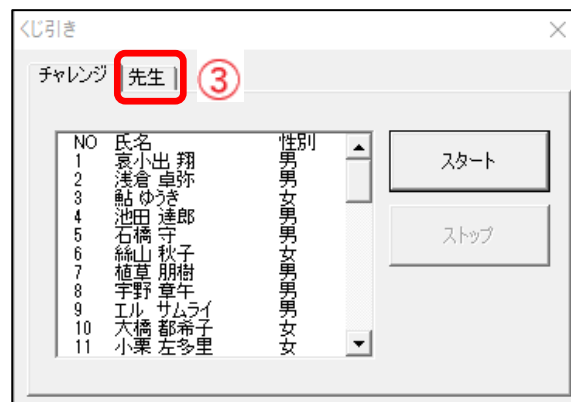 くじ引き
チャレンジ 先生 ③
NO 氏名 性別
1 哀小出 翔 男
2 浅倉 卓弥 男
3 鮎 ゆうき 女
4 池田 達郎 男
5 石橋 守 男
6 絲山 秋子 女
7 植草 朋樹 男
8 宇野 章午 男
9 エル サムライ 男
10 大橋 都希子 女
11 小栗 左多里 女
スタート
ストップ